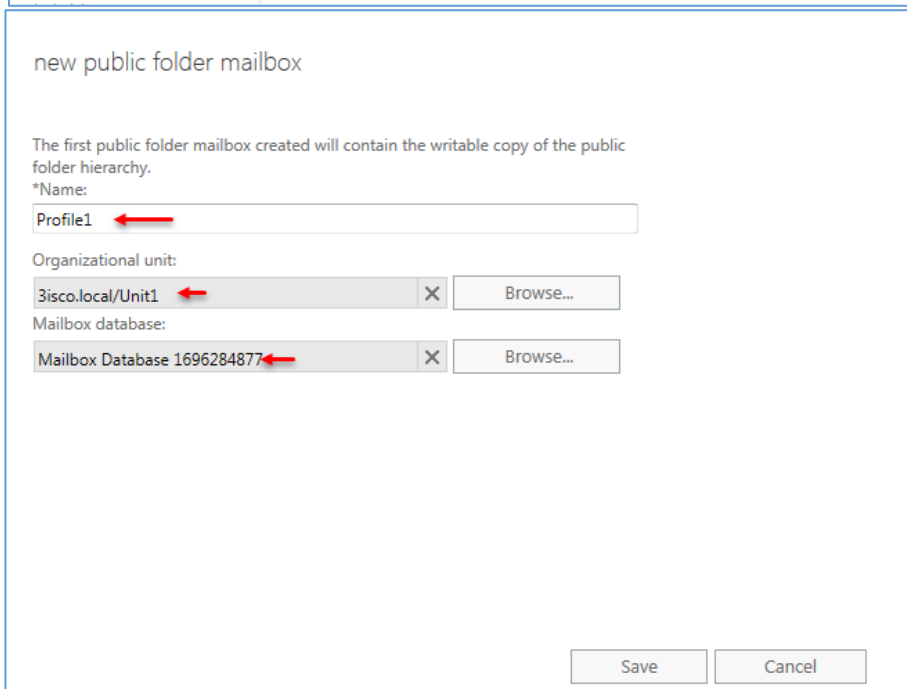 new public folder mailbox
The first public folder mailbox created will contain the writable copy of the public
folder hierarchy.
*Name:
Profile1
Organizational unit:
3isco.local/Unit1
Browse...
Mailbox database:
Mailbox Database 1696284877
Browse...
Save Cancel